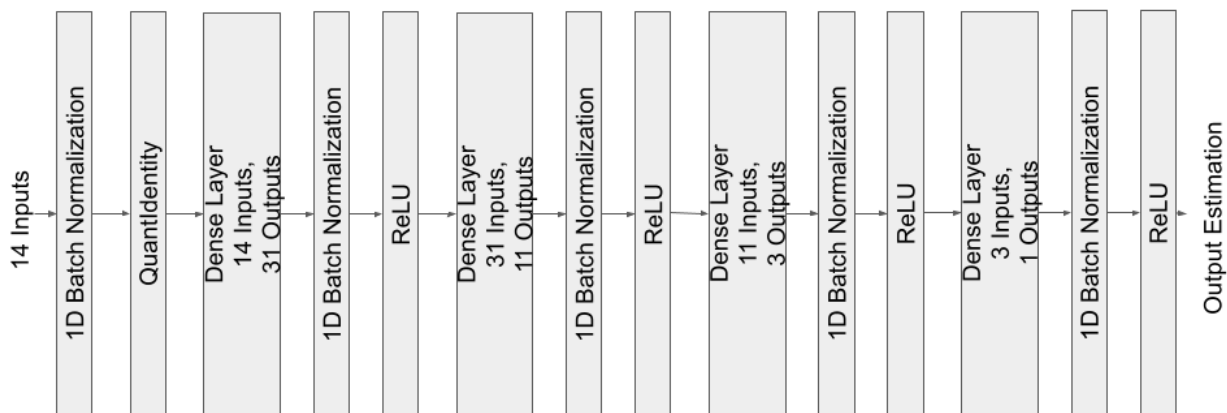 14 Inputs
1D Batch Normalization
QuantIdentity
Dense Layer
14 Inputs,
31 Outputs
1D Batch Normalization
ReLU
Dense Layer
31 Inputs,
11 Outputs
1D Batch Normalization
ReLU
Dense Layer
11 Inputs,
3 Outputs
1D Batch Normalization
ReLU
Dense Layer
3 Inputs,
1 Outputs
1D Batch Normalization
ReLU
Output Estimation